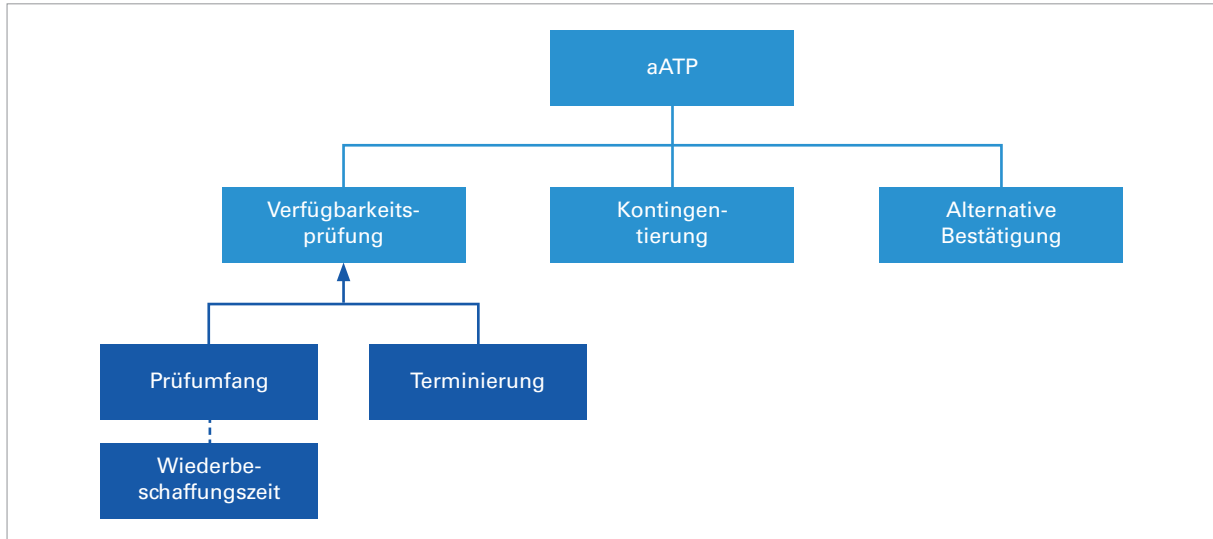 aATP
Verfügbarkeits-
prüfung
Kontingen-
tierung
Alternative
Bestätigung
Prüfumfang
Terminierung
Wiederbe-
schaffungszeit